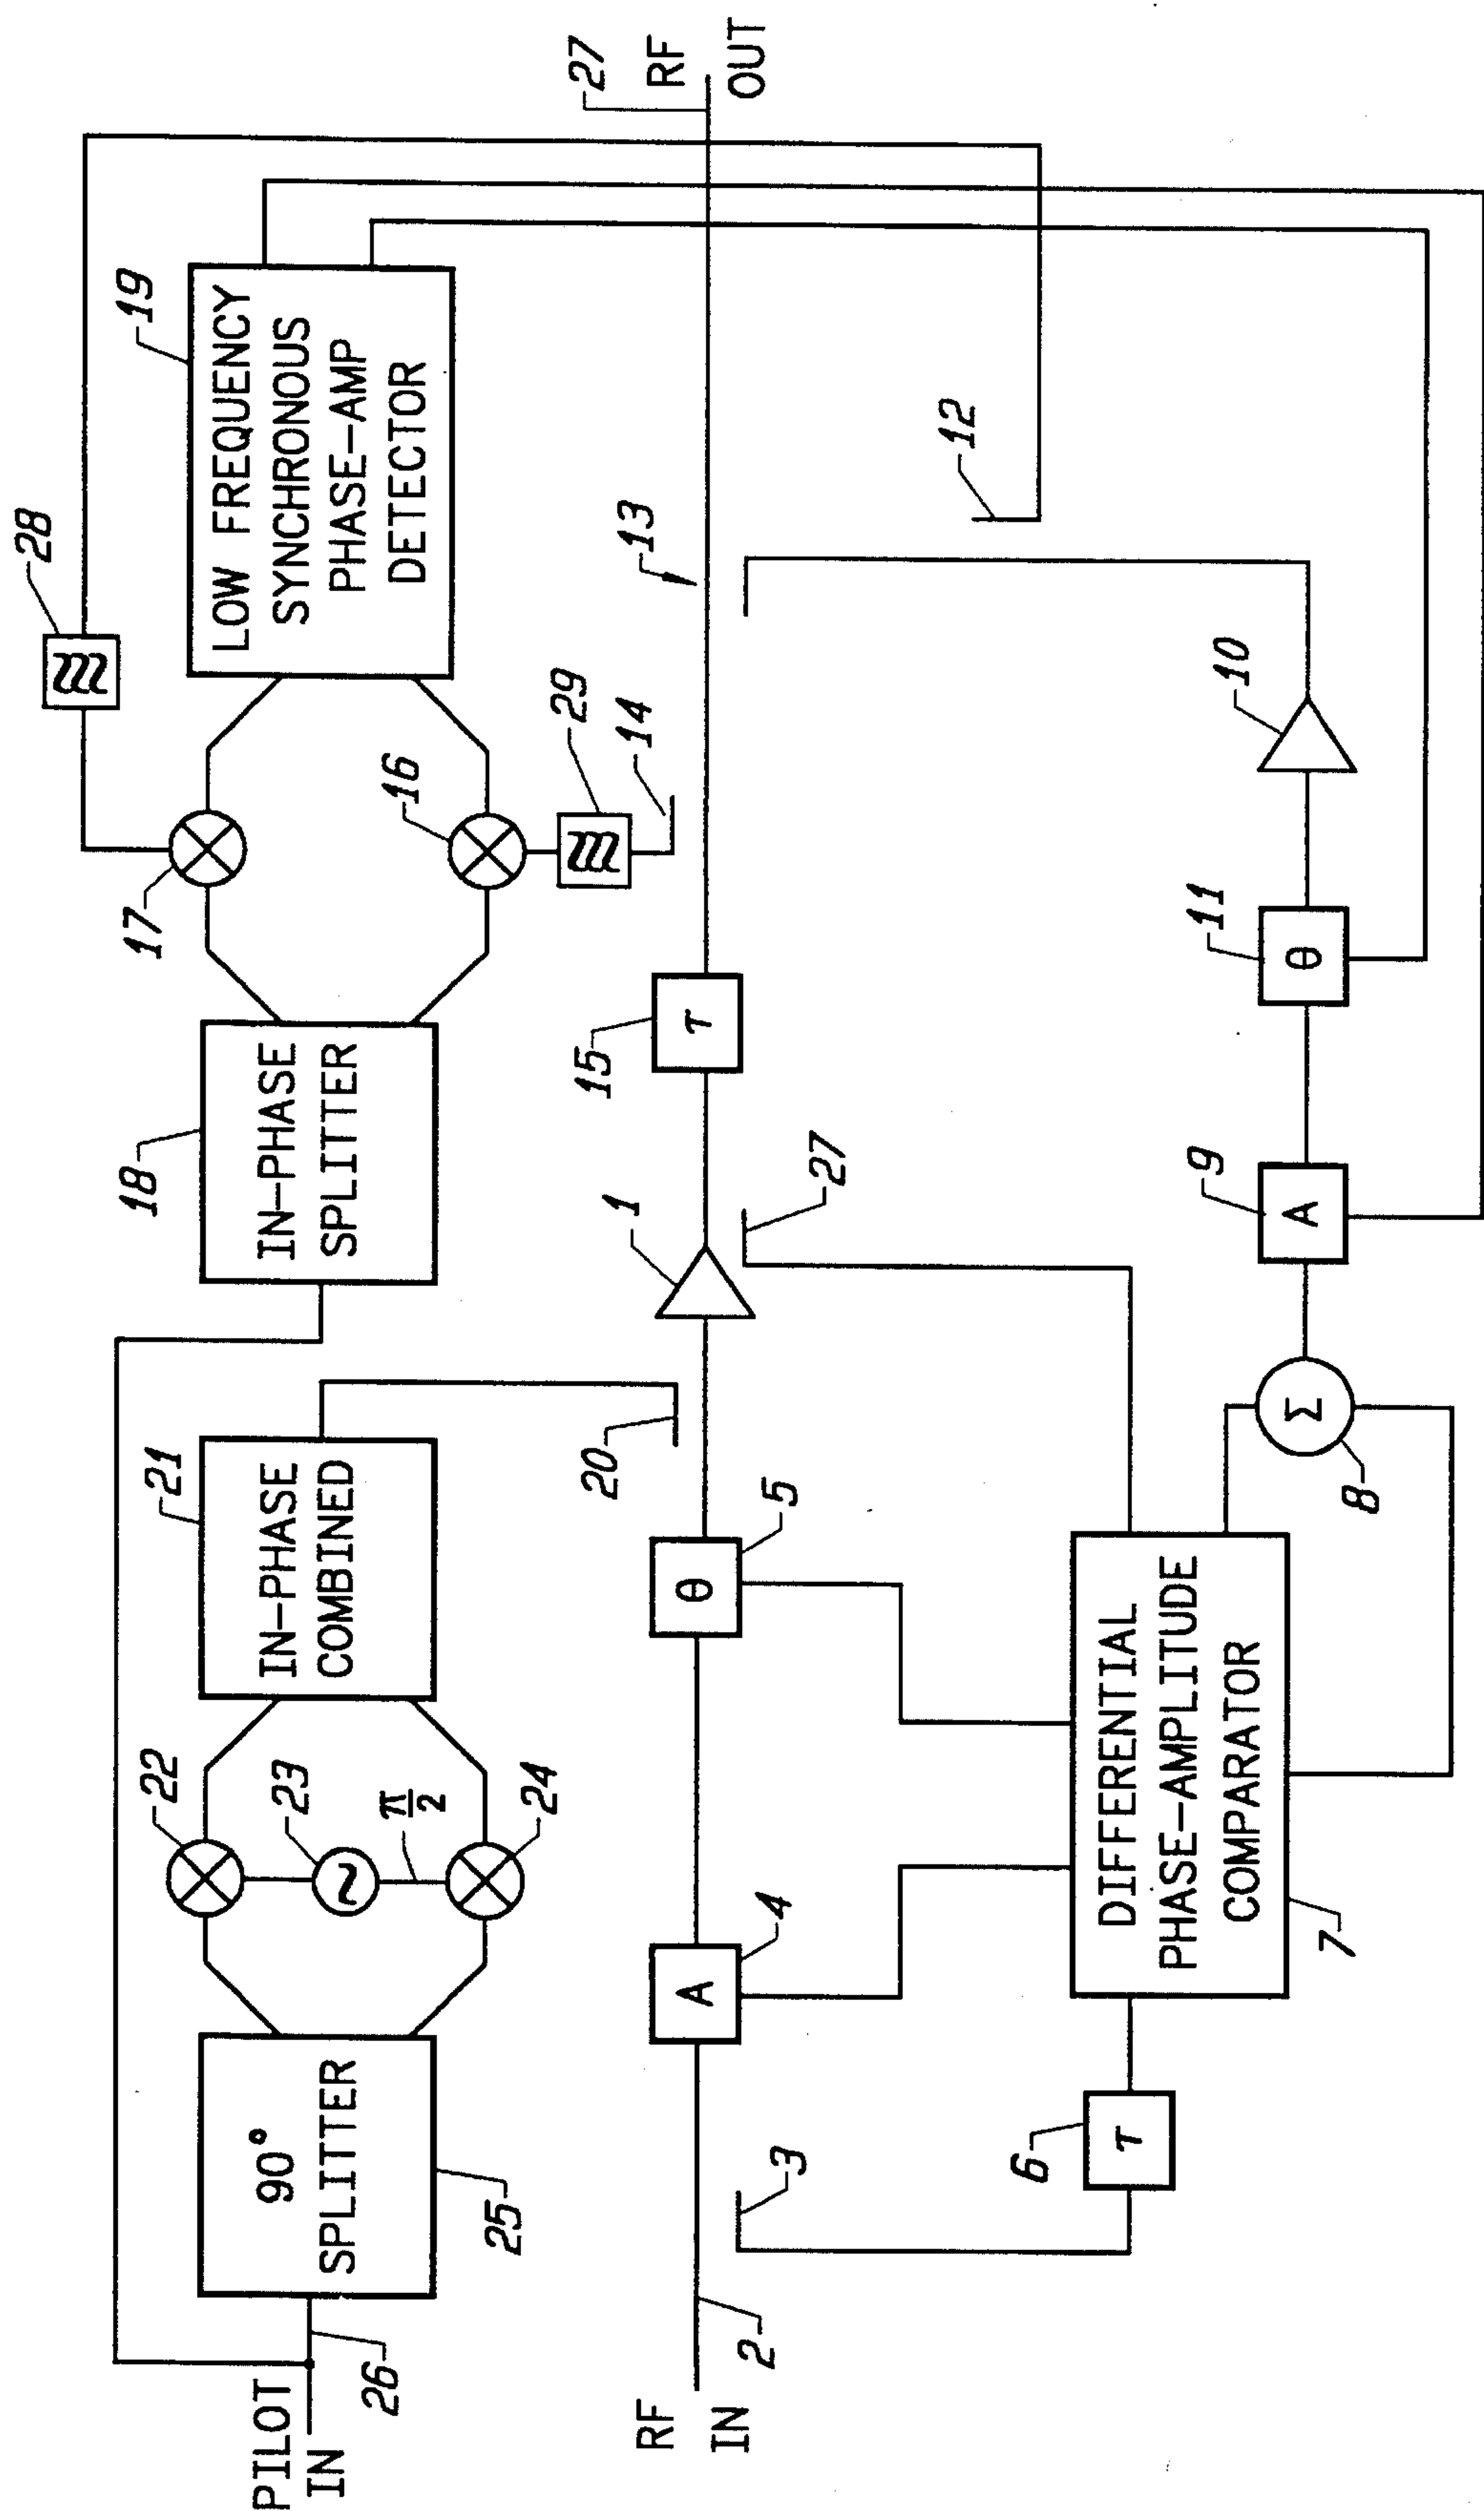 28
19
LOW FREQUENCY
SYNCHRONOUS
PHASE-AMP
DETECTOR
17
16
29
14
18
IN-PHASE
SPLITTER
21
IN-PHASE
COMBINED
22
23
π/2
24
90°
SPLITTER
25
26
PILOT
IN
27
RF
OUT
13
12
15
τ
1
27
20
5
θ
4
A
3
2
RF
IN
10
11
θ
9
A
Σ
8
DIFFERENTIAL
PHASE-AMPLITUDE
COMPARATOR
7
6
τ